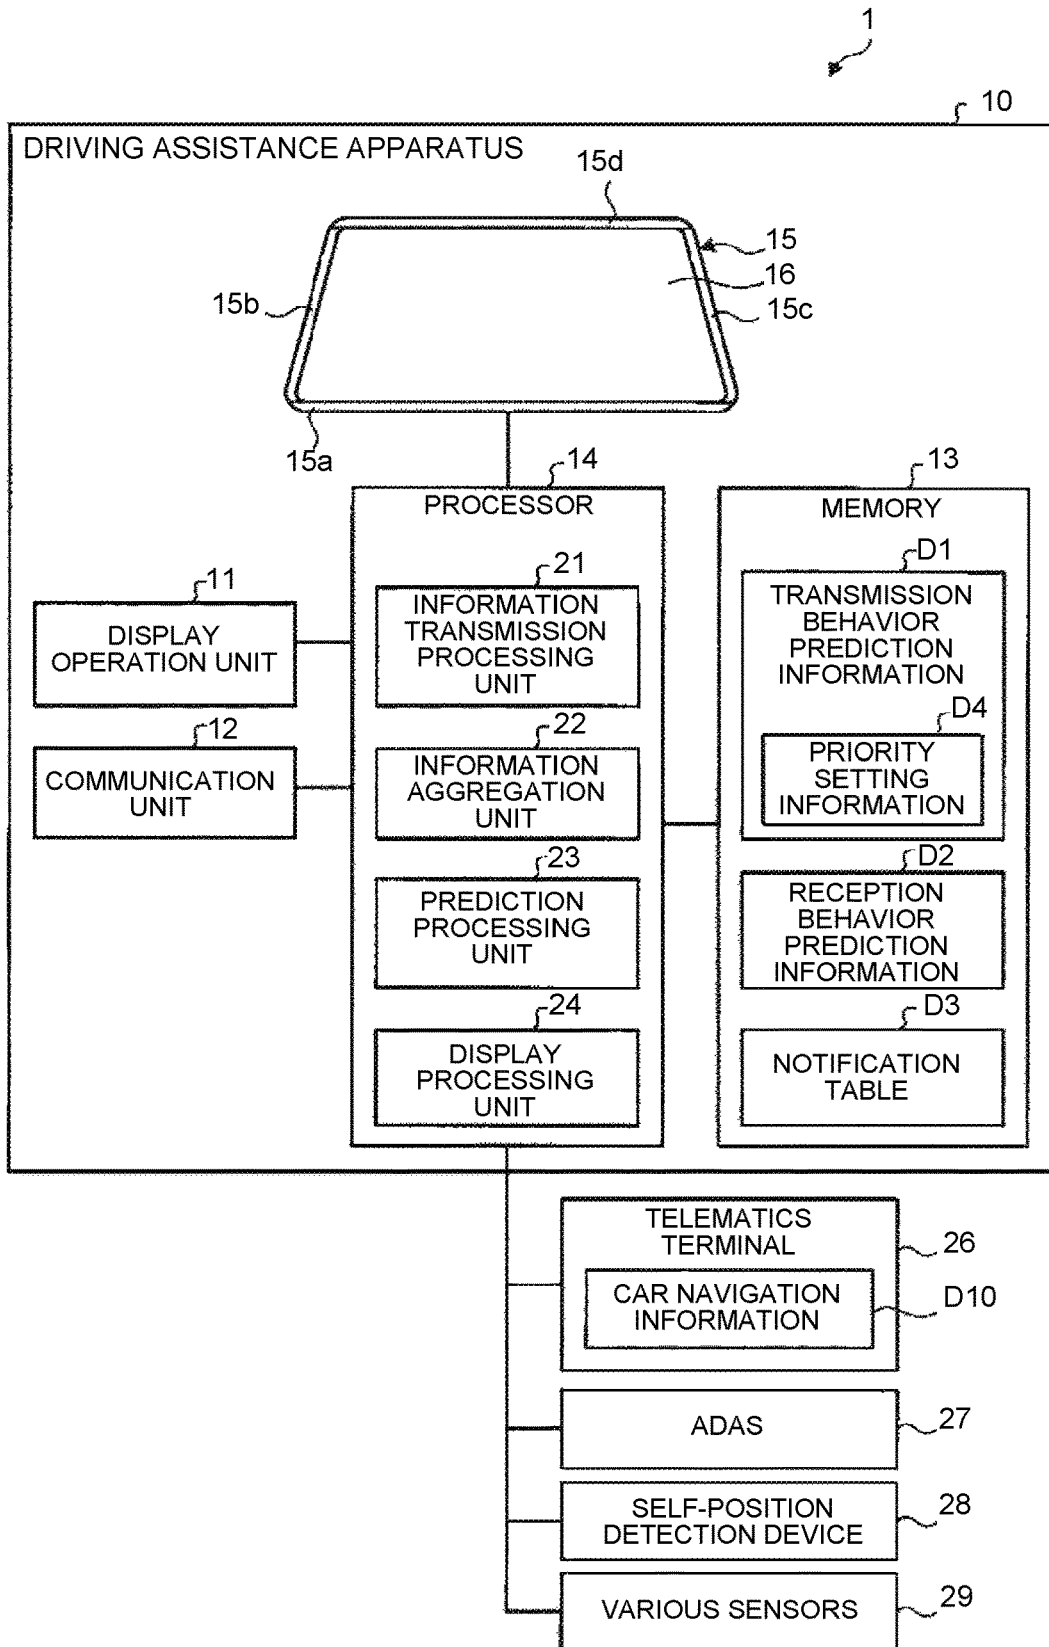 1
10
DRIVING ASSISTANCE APPARATUS
15d
15
16
15b
15c
15a
14
PROCESSOR
13
MEMORY
11
DISPLAY
OPERATION UNIT
12
COMMUNICATION
UNIT
21
INFORMATION
TRANSMISSION
PROCESSING
UNIT
22
INFORMATION
AGGREGATION
UNIT
23
PREDICTION
PROCESSING
UNIT
24
DISPLAY
PROCESSING
UNIT
D1
TRANSMISSION
BEHAVIOR
PREDICTION
INFORMATION
D4
PRIORITY
SETTING
INFORMATION
D2
RECEPTION
BEHAVIOR
PREDICTION
INFORMATION
D3
NOTIFICATION
TABLE
TELEMATICS
TERMINAL
26
CAR NAVIGATION
INFORMATION
D10
ADAS
27
SELF-POSITION
DETECTION DEVICE
28
VARIOUS SENSORS
29